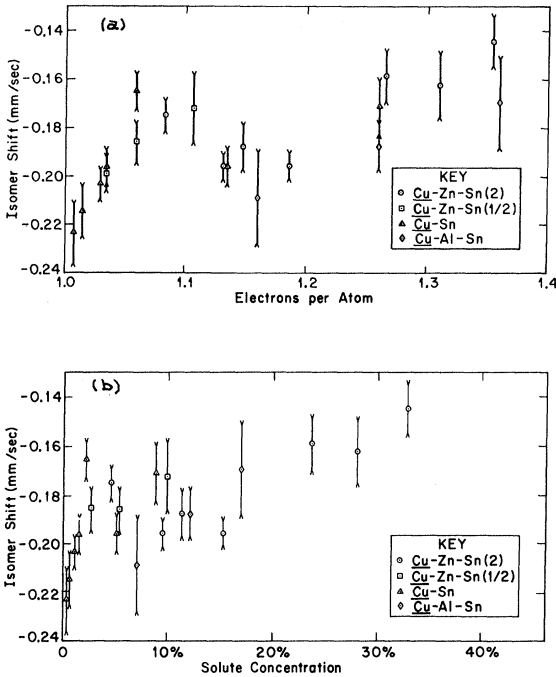 (a)
-0.14
-0.16
-0.18
-0.20
-0.22
-0.24
Isomer Shift (mm/sec)
KEY
Cu-Zn-Sn(2)
Cu-Zn-Sn(1/2)
Cu-Sn
Cu-Al-Sn
1.0
1.1
1.2
1.3
1.4
Electrons per Atom
(b)
-0.14
-0.16
-0.18
-0.20
-0.22
-0.24
Isomer Shift (mm/sec)
KEY
Cu-Zn-Sn(2)
Cu-Zn-Sn(1/2)
Cu-Sn
Cu-Al-Sn
0
10%
20%
30%
40%
Solute Concentration